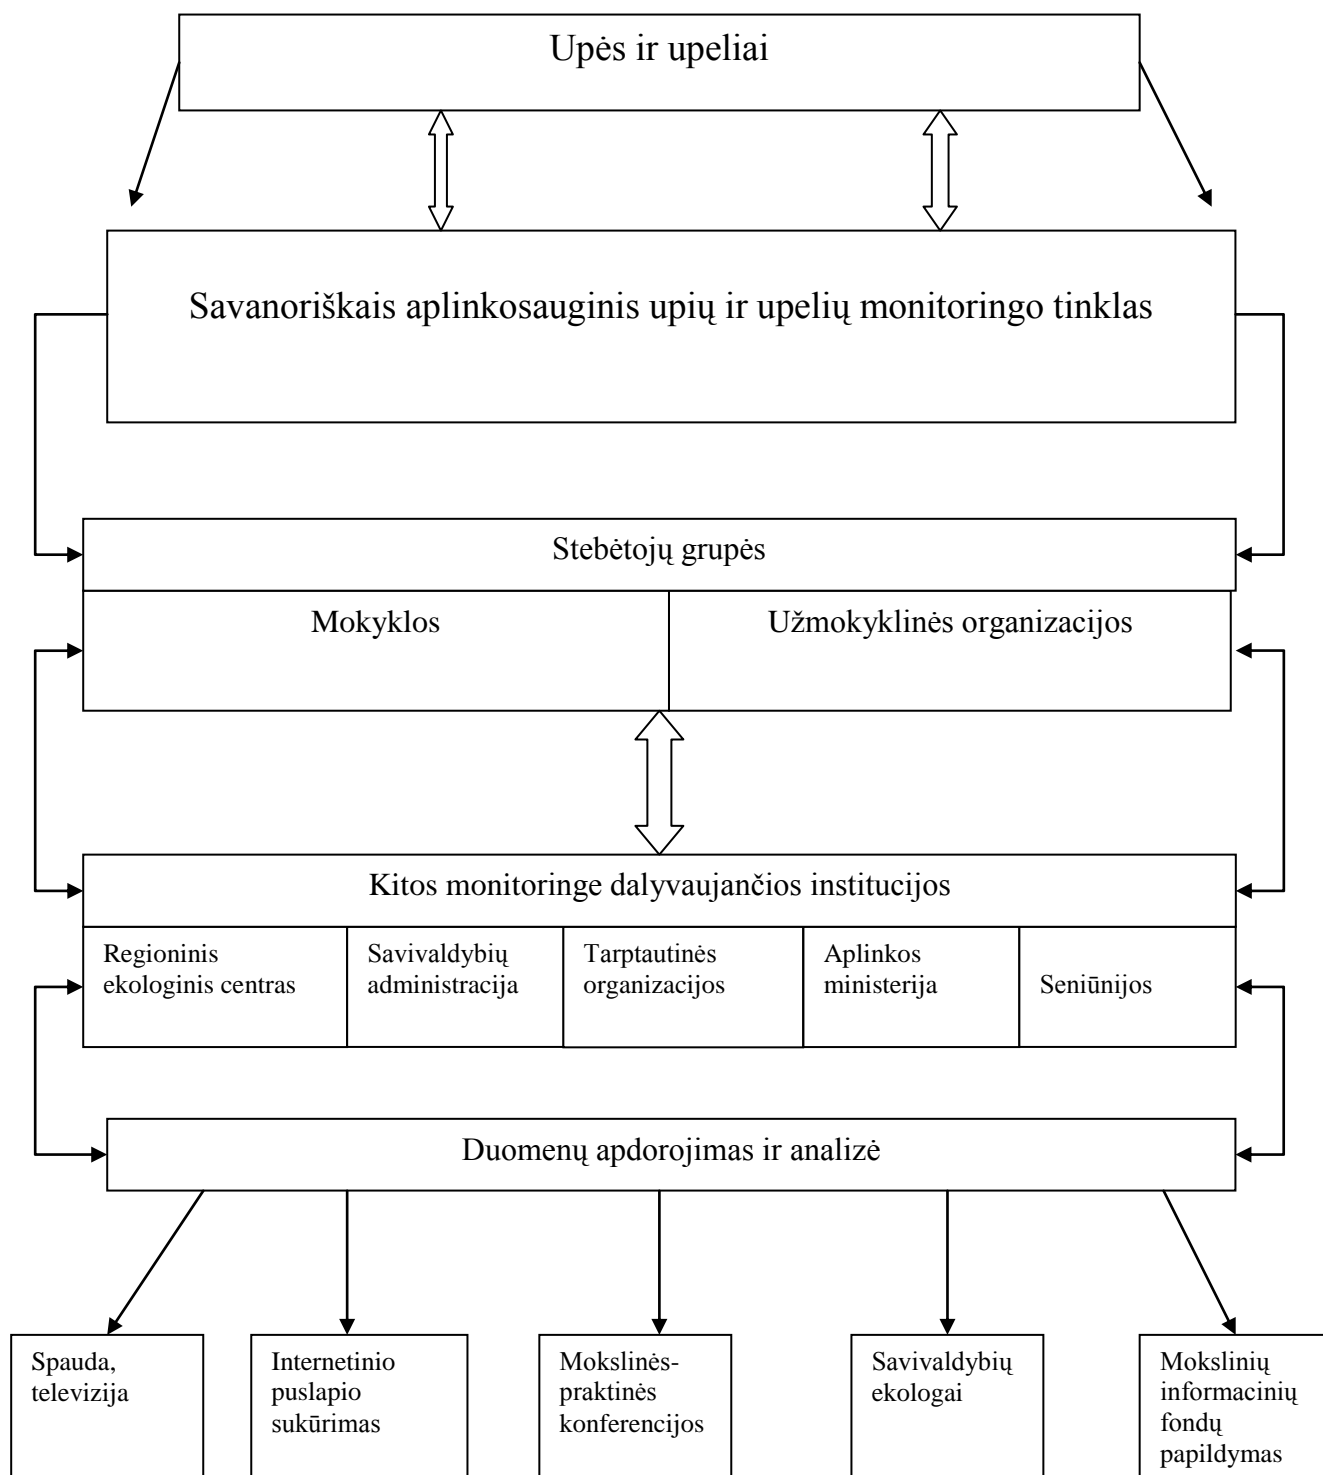 Upės ir upeliai
Savanoriškais aplinkosauginis upių ir upelių monitoringo tinklas
Stebėtojų grupės
Mokyklos
Užmokyklinės organizacijos
Kitos monitoringe dalyvaujančios institucijos
Regioninis
ekologinis centras
Savivaldybių
administracija
Tarptautinės
organizacijos
Aplinkos
ministerija
Seniūnijos
Duomenų apdorojimas ir analizė
Spauda,
televizija
Internetinio
puslapio
sukūrimas
Mokslinės-
praktinės
konferencijos
Savivaldybių
ekologai
Mokslinių
informacinių
fondų
papildymas